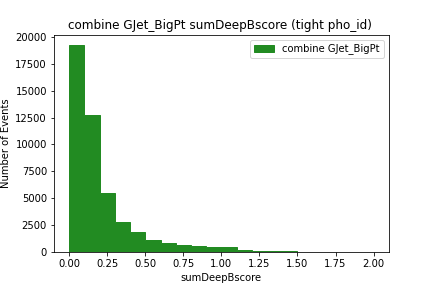 combine GJet_BigPt sumDeepBscore (tight pho_id)
combine GJet_BigPt
Number of Events
20000
17500
15000
12500
10000
7500
5000
2500
0
0.00 0.25 0.50 0.75 1.00 1.25 1.50 1.75 2.00
sumDeepBscore